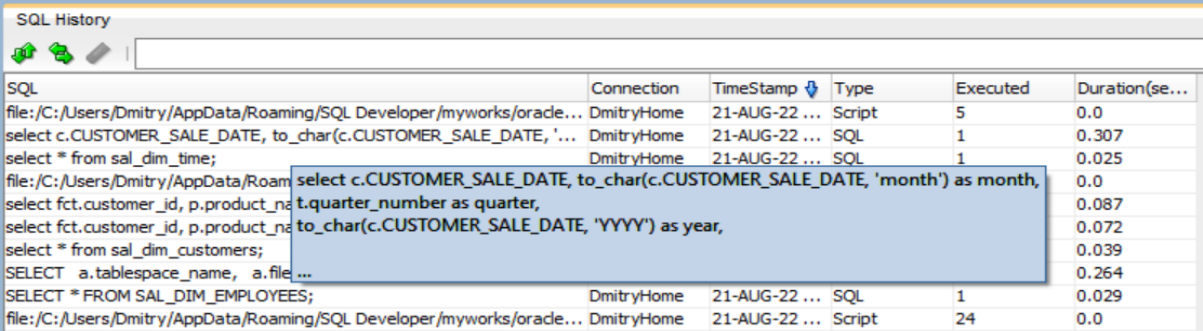 SQL History
SQL Connection TimeStamp Type Executed Duration(se...
file:/C:/Users/Dmitry/AppData/Roaming/SQL Developer/myworks/oracle... DmitryHome 21-AUG-22 ... Script 5 0.0
select c.CUSTOMER_SALE_DATE, to_char(c.CUSTOMER_SALE_DATE, '... DmitryHome 21-AUG-22 ... SQL 1 0.307
select * from sal_dim_time; DmitryHome 21-AUG-22 ... SQL 1 0.025
file:/C:/Users/Dmitry/AppData/Roam 0.0
select fct.customer_id, p.product_na 0.087
select fct.customer_id, p.product_na 0.072
select * from sal_dim_customers; 0.039
SELECT a.tablespace_name, a.file 0.264
select c.CUSTOMER_SALE_DATE, to_char(c.CUSTOMER_SALE_DATE, 'month') as month,
t.quarter_number as quarter,
to_char(c.CUSTOMER_SALE_DATE, 'YYYY') as year,
...
SELECT * FROM SAL_DIM_EMPLOYEES; DmitryHome 21-AUG-22 ... SQL 1 0.029
file:/C:/Users/Dmitry/AppData/Roaming/SQL Developer/myworks/oracle... DmitryHome 21-AUG-22 ... Script 24 0.0